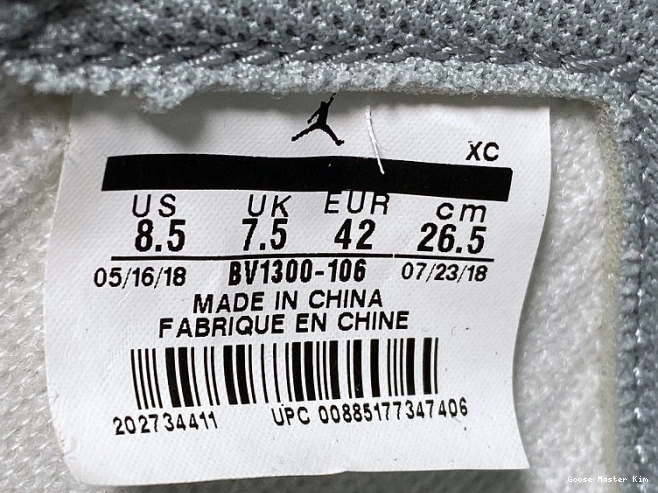 XC
US UK EUR cm
8.5 7.5 42 26.5
05/16/18 BV1300-106 07/23/18
MADE IN CHINA
FABRIQUE EN CHINE
202734411 UPC 00885177347406
Goose Master Kim